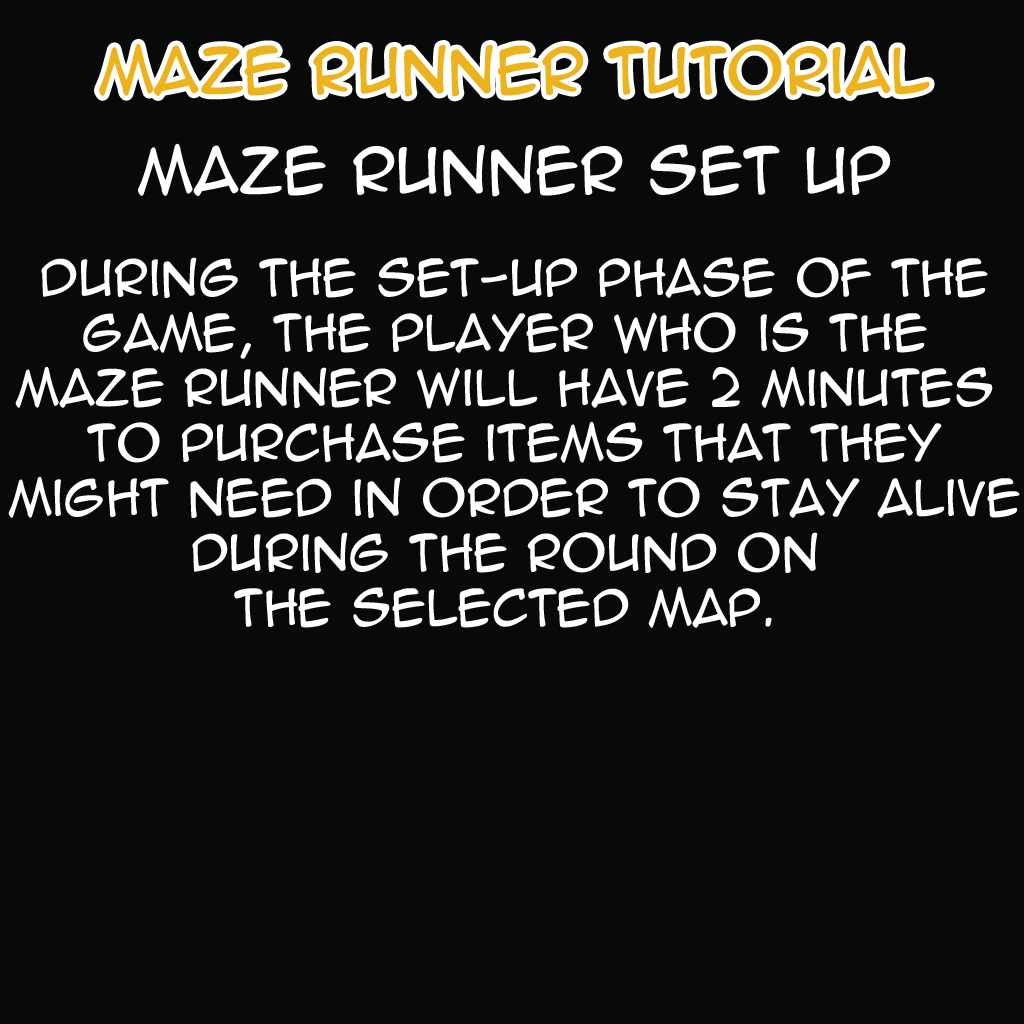 MAZE RUNNER TUTORIAL
MAZE RUNNER SET UP
DURING THE SET-UP PHASE OF THE
GAME, THE PLAYER WHO IS THE
MAZE RUNNER WILL HAVE 2 MINUTES
TO PURCHASE ITEMS THAT THEY
MIGHT NEED IN ORDER TO STAY ALIVE
DURING THE ROUND ON
THE SELECTED MAP.